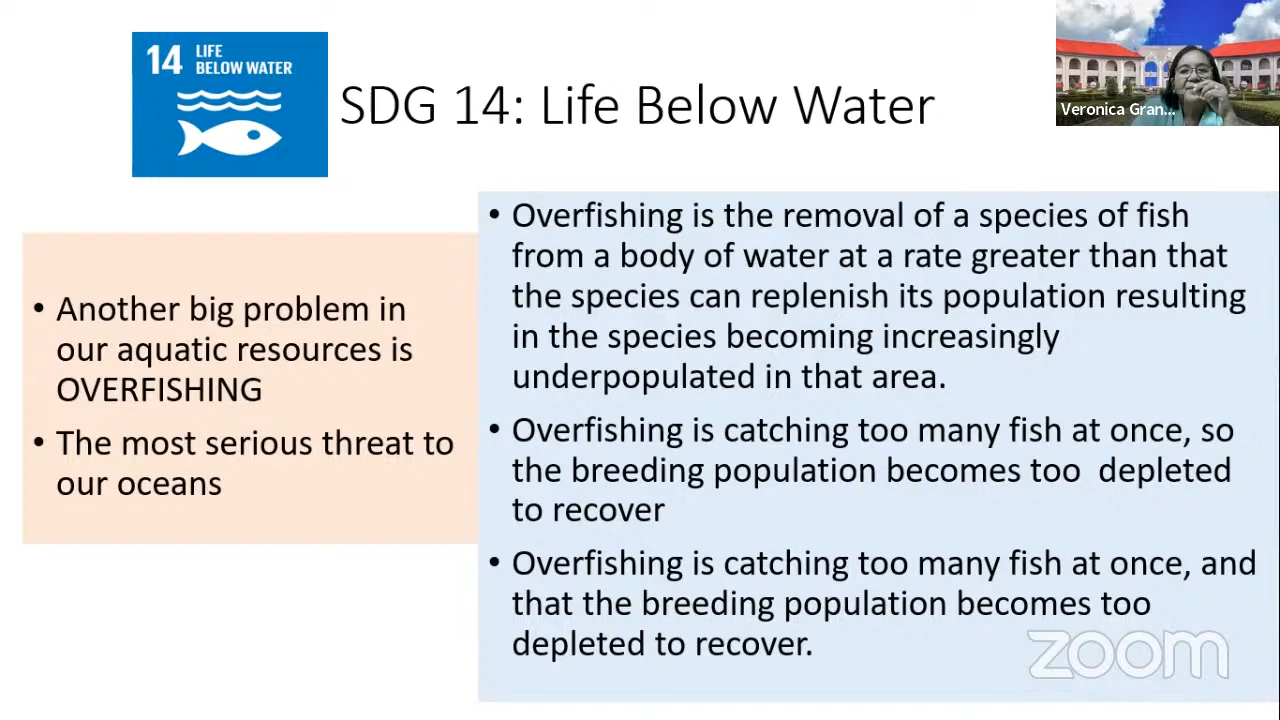 14 LIFE
BELOW WATER
SDG 14: Life Below Water
Veronica Gran...
• Another big problem in
our aquatic resources is
OVERFISHING
• The most serious threat to
our oceans
• Overfishing is the removal of a species of fish
from a body of water at a rate greater than that
the species can replenish its population resulting
in the species becoming increasingly
underpopulated in that area.
• Overfishing is catching too many fish at once, so
the breeding population becomes too  depleted
to recover
• Overfishing is catching too many fish at once, and
that the breeding population becomes too
depleted to recover.
zoom